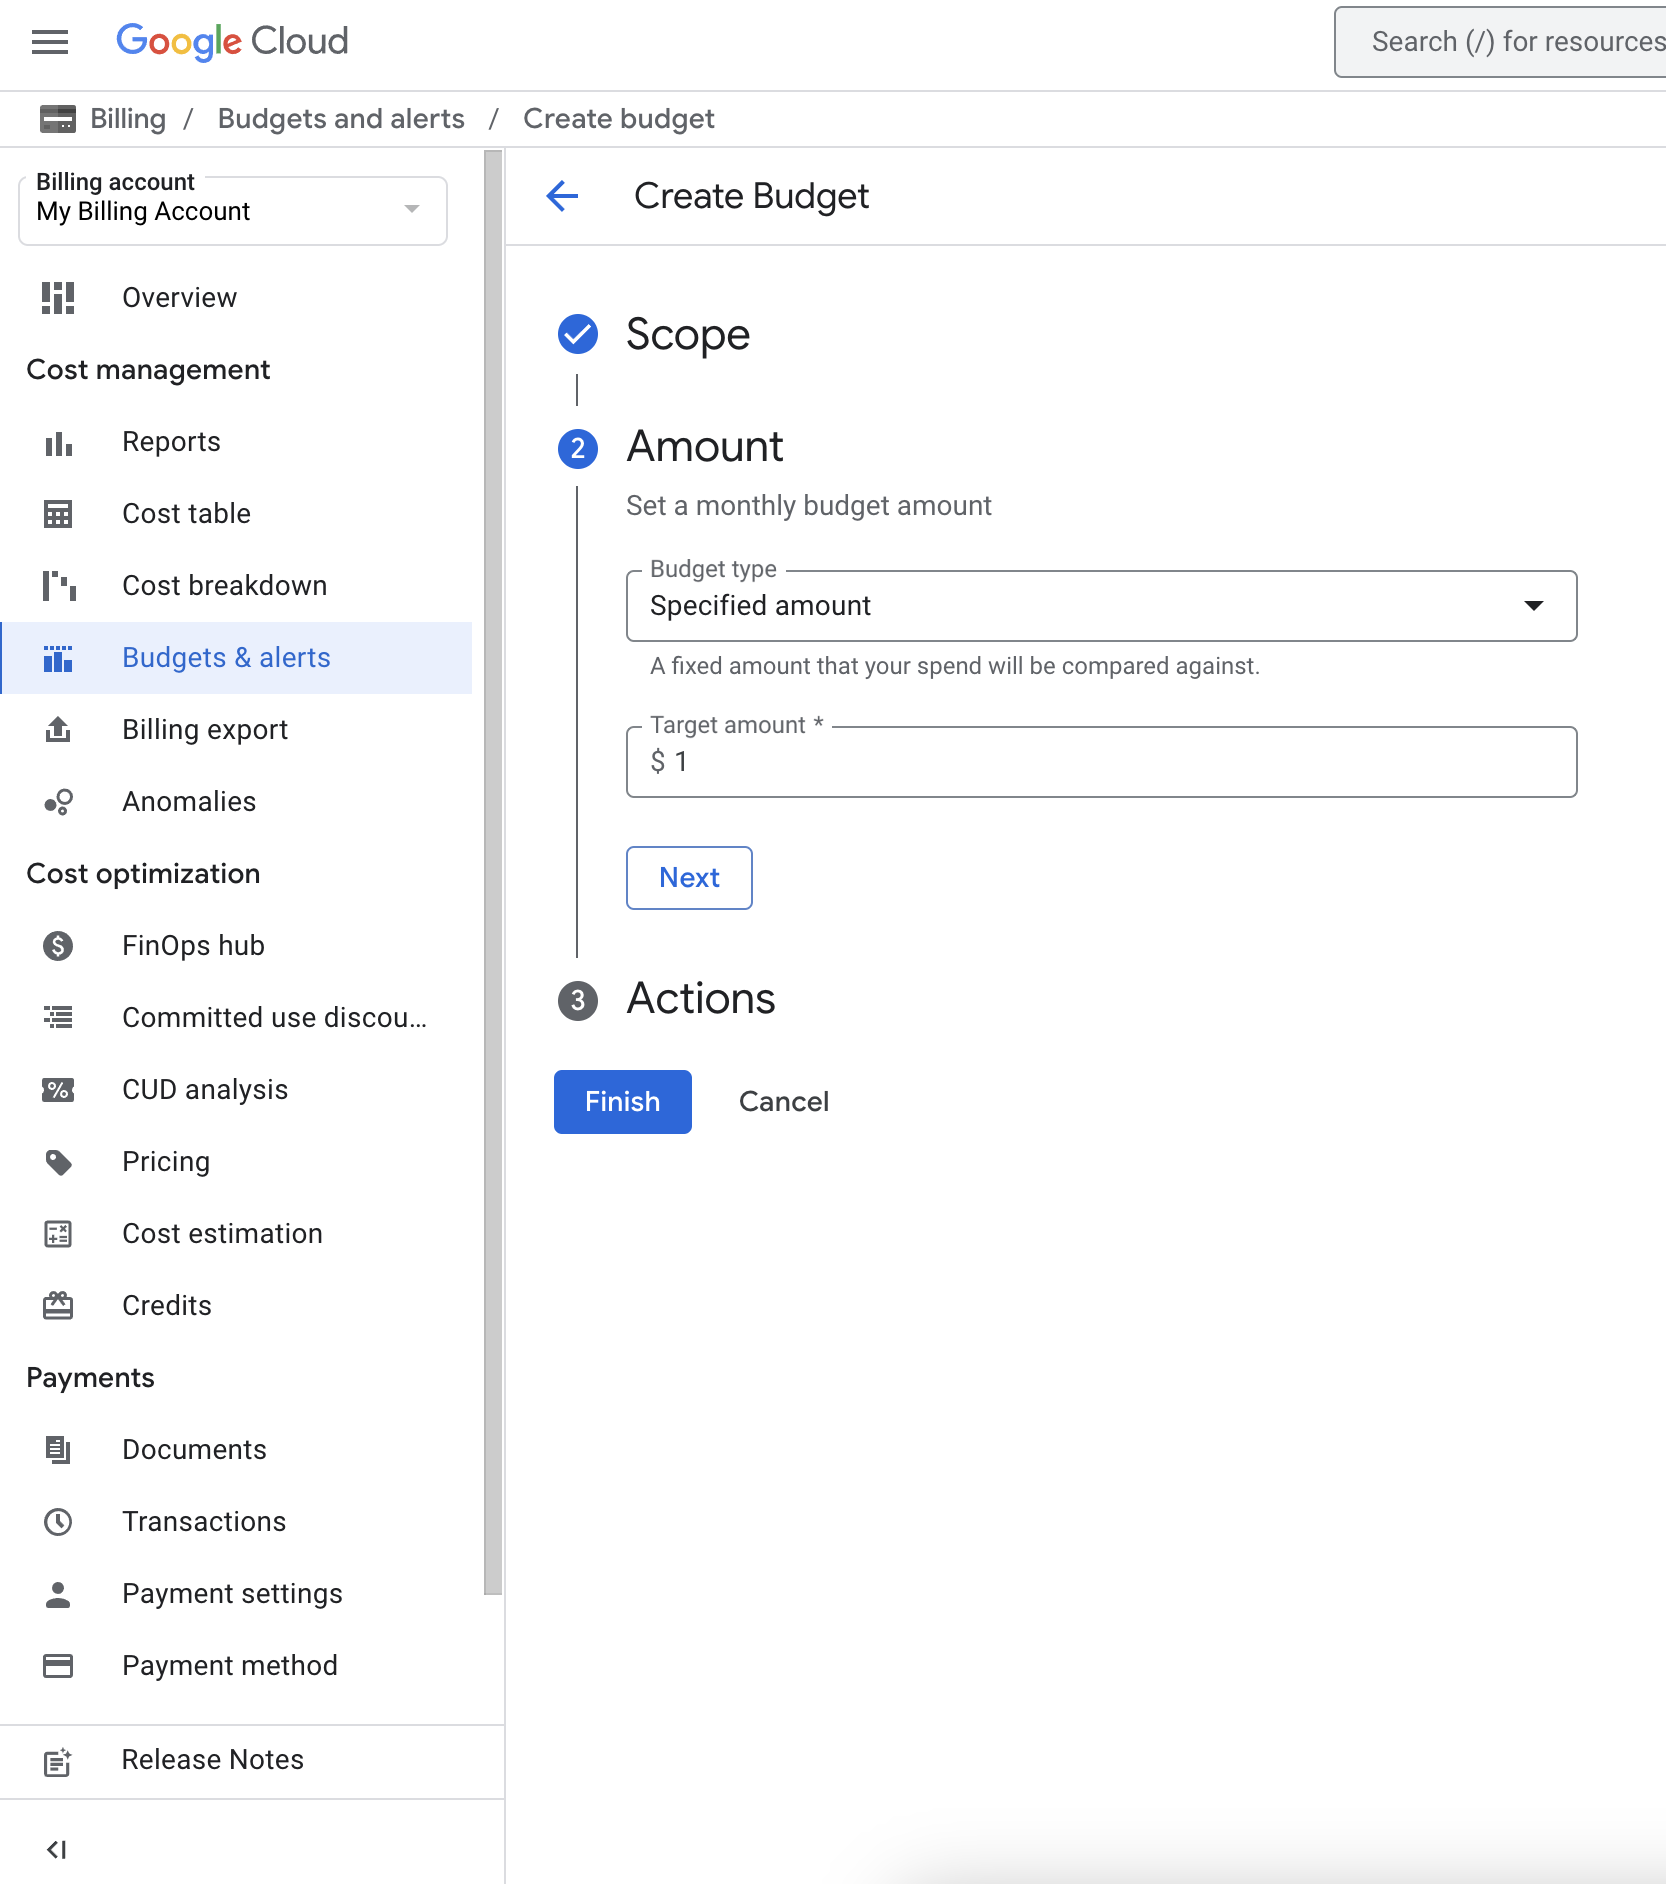 Google Cloud
Search (/) for resources
Billing / Budgets and alerts / Create budget
Billing account
My Billing Account
Overview
Cost management
Reports
Cost table
Cost breakdown
Budgets & alerts
Billing export
Anomalies
Cost optimization
FinOps hub
Committed use discou...
CUD analysis
Pricing
Cost estimation
Credits
Payments
Documents
Transactions
Payment settings
Payment method
Release Notes
Create Budget
Scope
2 Amount
Set a monthly budget amount
Budget type
Specified amount
A fixed amount that your spend will be compared against.
Target amount *
$ 1
Next
3 Actions
Finish Cancel